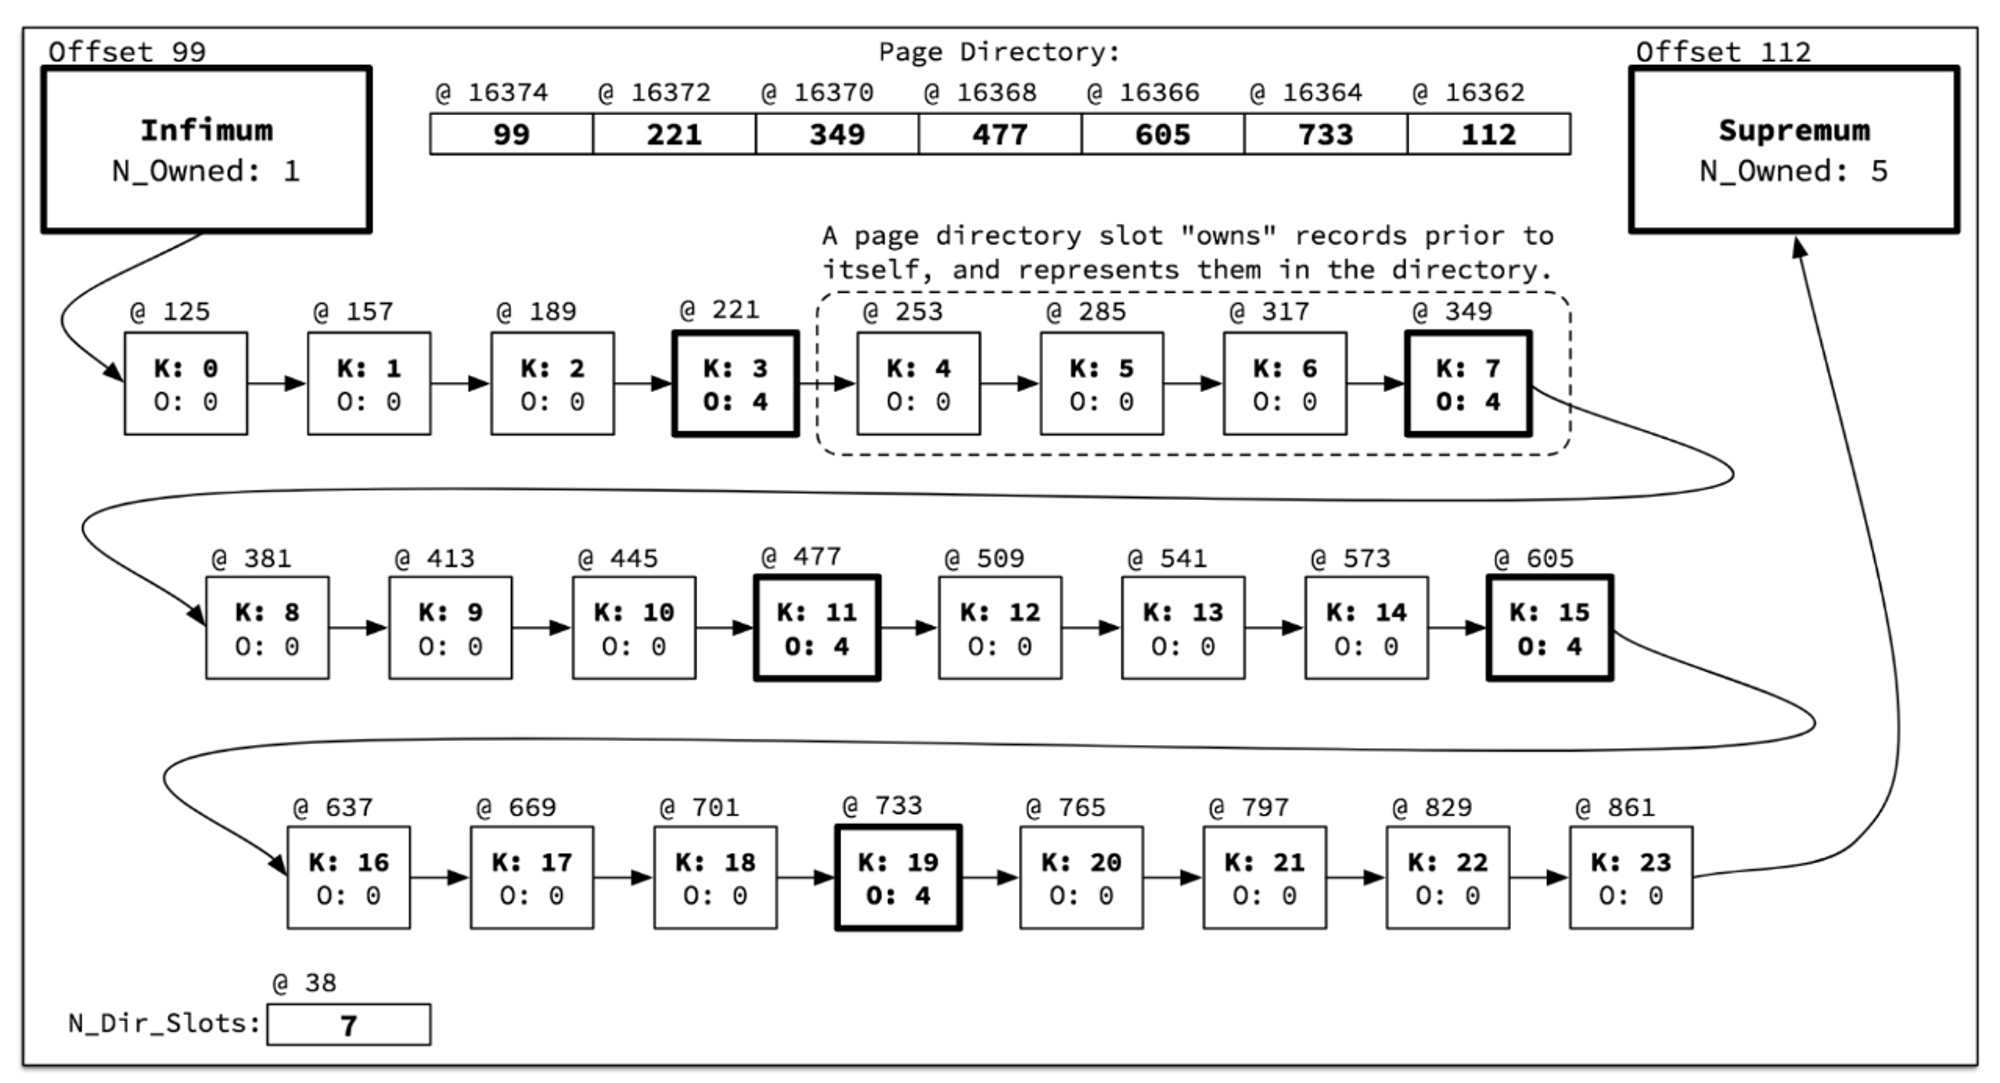 Offset 99
Page Directory:
Offset 112
@ 16374 @ 16372 @ 16370 @ 16368 @ 16366 @ 16364 @ 16362
99 221 349 477 605 733 112
Infimum
N_Owned: 1
Supremum
N_Owned: 5
A page directory slot "owns" records prior to
itself, and represents them in the directory.
@ 125 @ 157 @ 189 @ 221 @ 253 @ 285 @ 317 @ 349
K: 0 K: 1 K: 2 K: 3 K: 4 K: 5 K: 6 K: 7
O: 0 O: 0 O: 0 O: 4 O: 0 O: 0 O: 0 O: 4
@ 381 @ 413 @ 445 @ 477 @ 509 @ 541 @ 573 @ 605
K: 8 K: 9 K: 10 K: 11 K: 12 K: 13 K: 14 K: 15
O: 0 O: 0 O: 0 O: 4 O: 0 O: 0 O: 0 O: 4
@ 637 @ 669 @ 701 @ 733 @ 765 @ 797 @ 829 @ 861
K: 16 K: 17 K: 18 K: 19 K: 20 K: 21 K: 22 K: 23
O: 0 O: 0 O: 0 O: 4 O: 0 O: 0 O: 0 O: 0
@ 38
N_Dir_Slots: 7